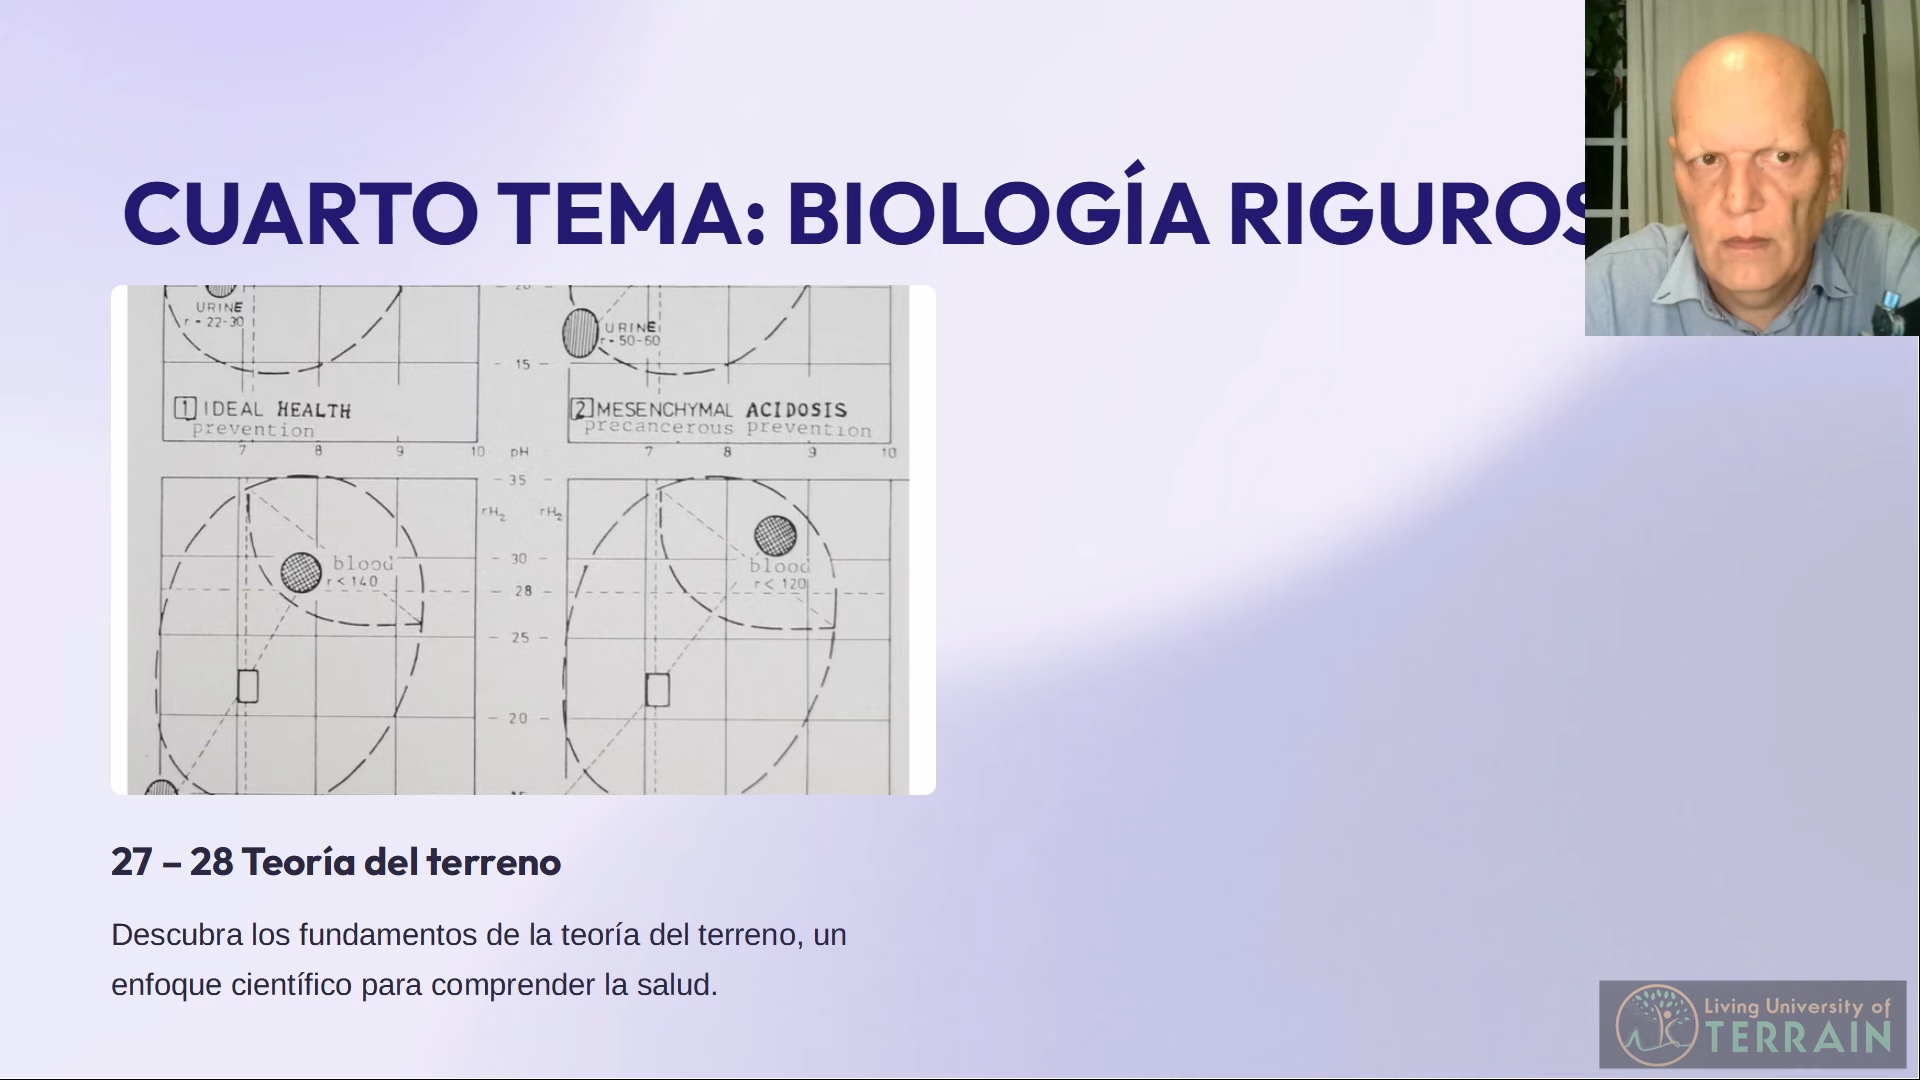 CUARTO TEMA: BIOLOGÍA RIGUROS
URINE
r - 22-30
URINE
r - 50-60
- 15 -
1 IDEAL HEALTH
prevention
2 MESENCHYMAL ACIDOSIS
precancerous prevention
7 8 9 10 pH 7 8 9 10
- 35 -
rH2 rH2
- 30 -
blood
r < 140
blood
r < 120
- 28 -
- 25 -
- 20 -
27 – 28 Teoría del terreno
Descubra los fundamentos de la teoría del terreno, un
enfoque científico para comprender la salud.
Living University of
TERRAIN